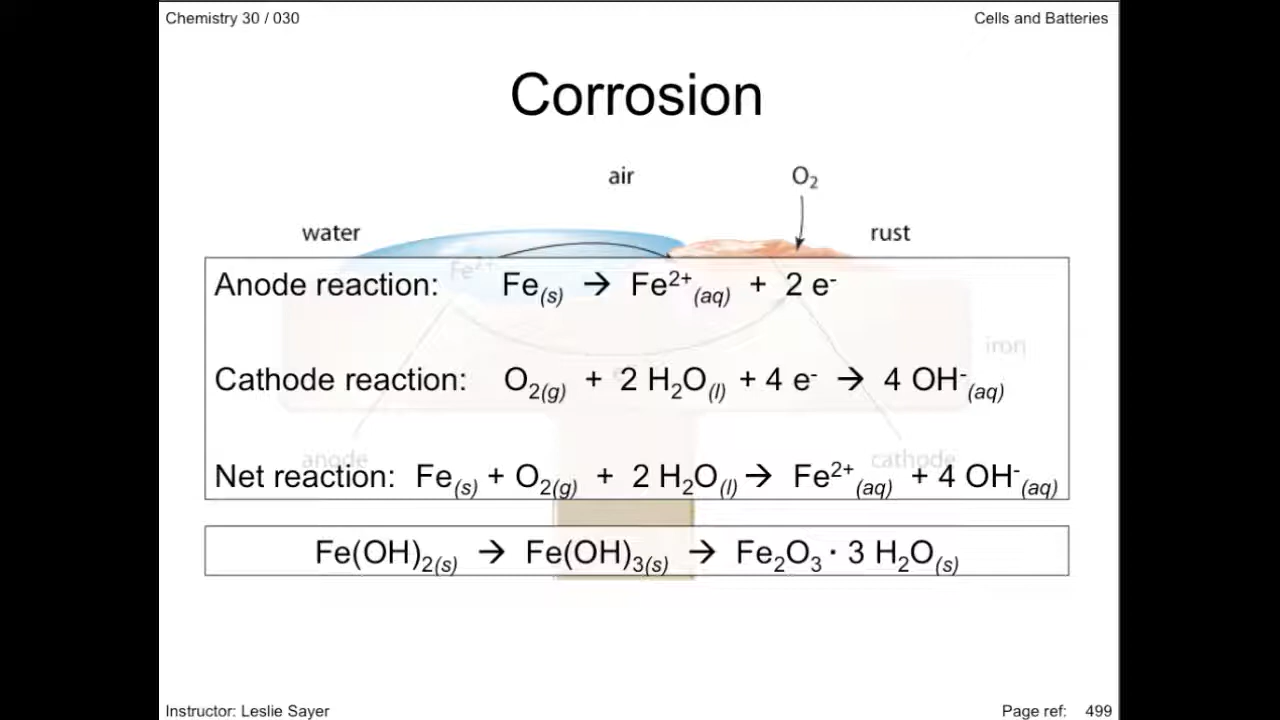 Chemistry 30 / 030
Cells and Batteries
Corrosion
air
O₂
water
rust
Fe²⁺
Anode reaction: Fe₍s₎ → Fe²⁺₍aq₎ + 2 e⁻
iron
Cathode reaction: O₂(g) + 2 H₂O(l) + 4 e⁻ → 4 OH⁻(aq)
anode
cathode
Net reaction: Fe(s) + O₂(g) + 2 H₂O(l) → Fe²⁺(aq) + 4 OH⁻(aq)
Fe(OH)₂(s) → Fe(OH)₃(s) → Fe₂O₃ · 3 H₂O(s)
Instructor: Leslie Sayer
Page ref: 499